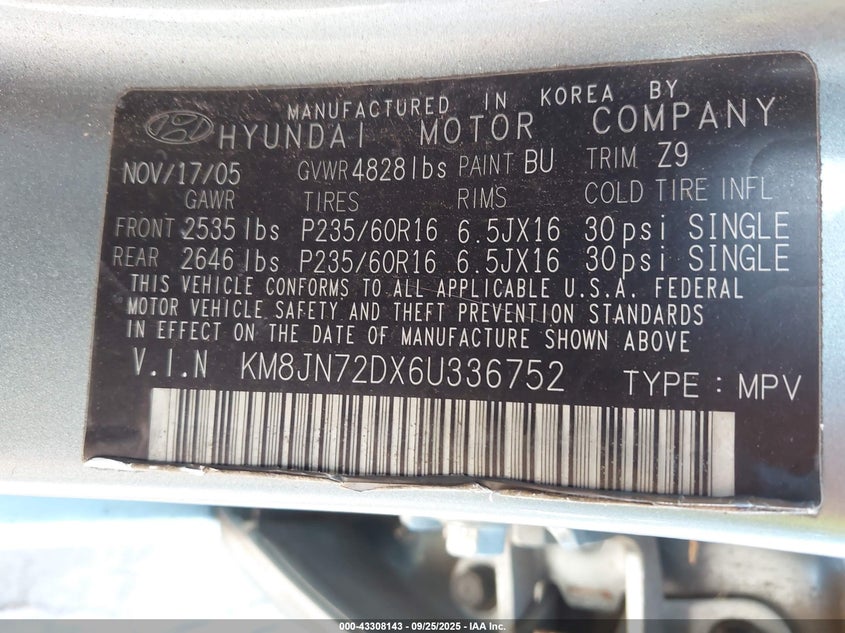 MANUFACTURED IN KOREA BY
HYUNDAI MOTOR COMPANY
NOV/17/05 GVWR 4828 lbs PAINT BU TRIM Z9
GAWR TIRES RIMS COLD TIRE INFL
FRONT 2535 lbs P235/60R16 6.5JX16 30 psi SINGLE
REAR 2646 lbs P235/60R16 6.5JX16 30 psi SINGLE
THIS VEHICLE CONFORMS TO ALL APPLICABLE U.S.A. FEDERAL
MOTOR VEHICLE SAFETY AND THEFT PREVENTION STANDARDS
IN EFFECT ON THE DATE OF MANUFACTURE SHOWN ABOVE
V.I.N KM8JN72DX6U336752 TYPE : MPV
000-43308143 - 09/25/2025 - IAA Inc.